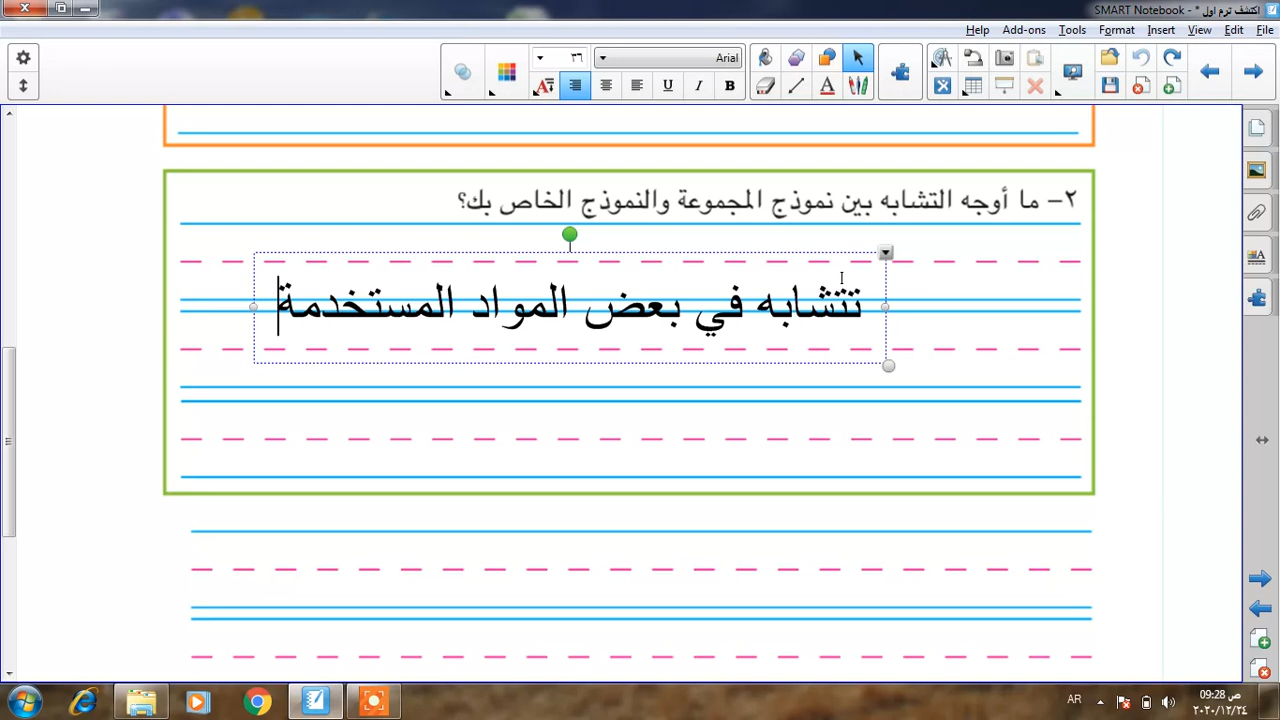 اكتشف ترم اول * - SMART Notebook
Help Add-ons Tools Format Insert View Edit File
٣٦ Arial
A U I B A
٢- ما أوجه التشابه بين نموذج المجموعة والنموذج الخاص بك؟
تتشابه في بعض المواد المستخدمة
AR
09:28 ص
٢٠٢٠/١٢/٢٤